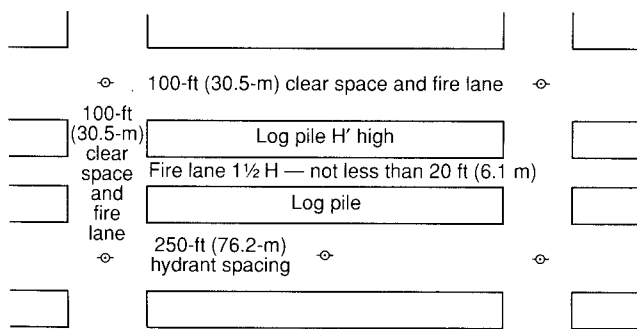 100-ft (30.5-m) clear space and fire lane
100-ft
(30.5-m)
clear
space
and
fire
lane
Log pile H′ high
Fire lane 1½ H — not less than 20 ft (6.1 m)
Log pile
250-ft (76.2-m)
hydrant spacing